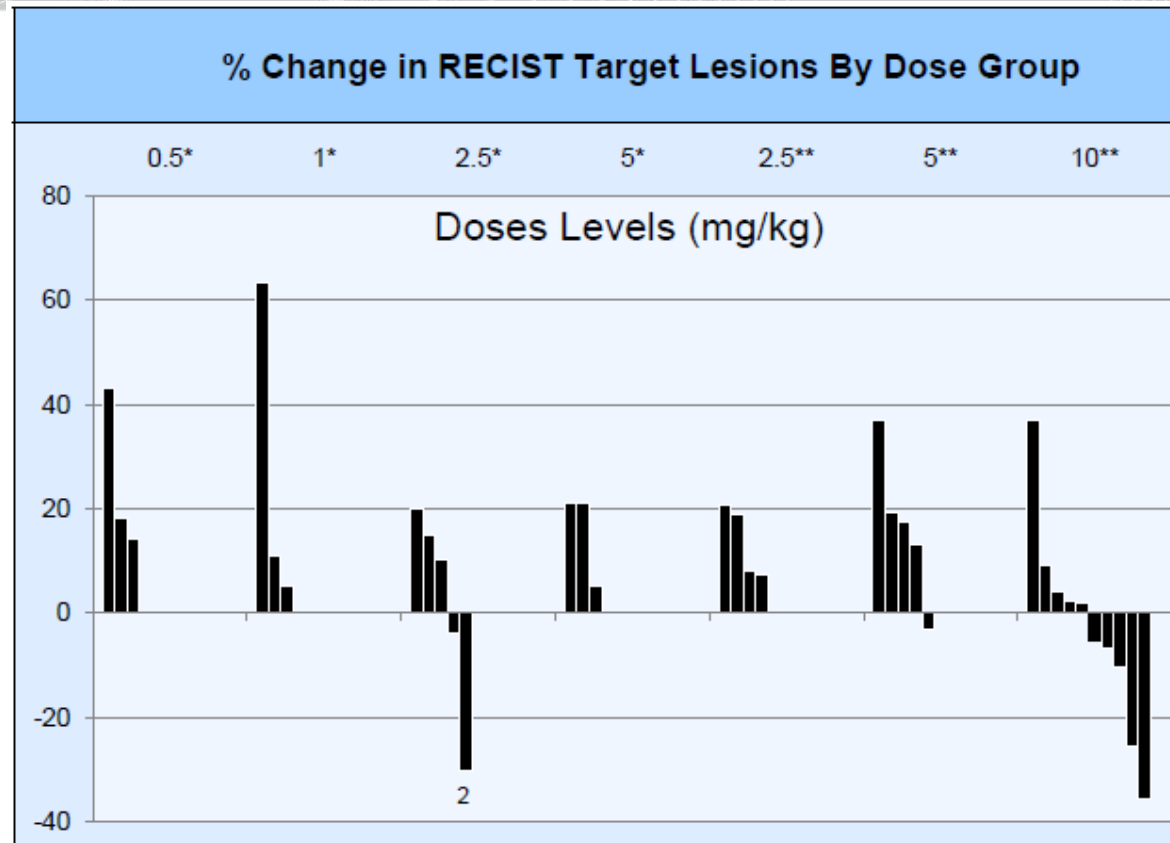 % Change in RECIST Target Lesions By Dose Group
0.5* 1* 2.5* 5* 2.5** 5** 10**
80
Doses Levels (mg/kg)
60
40
20
0
-20
2
-40